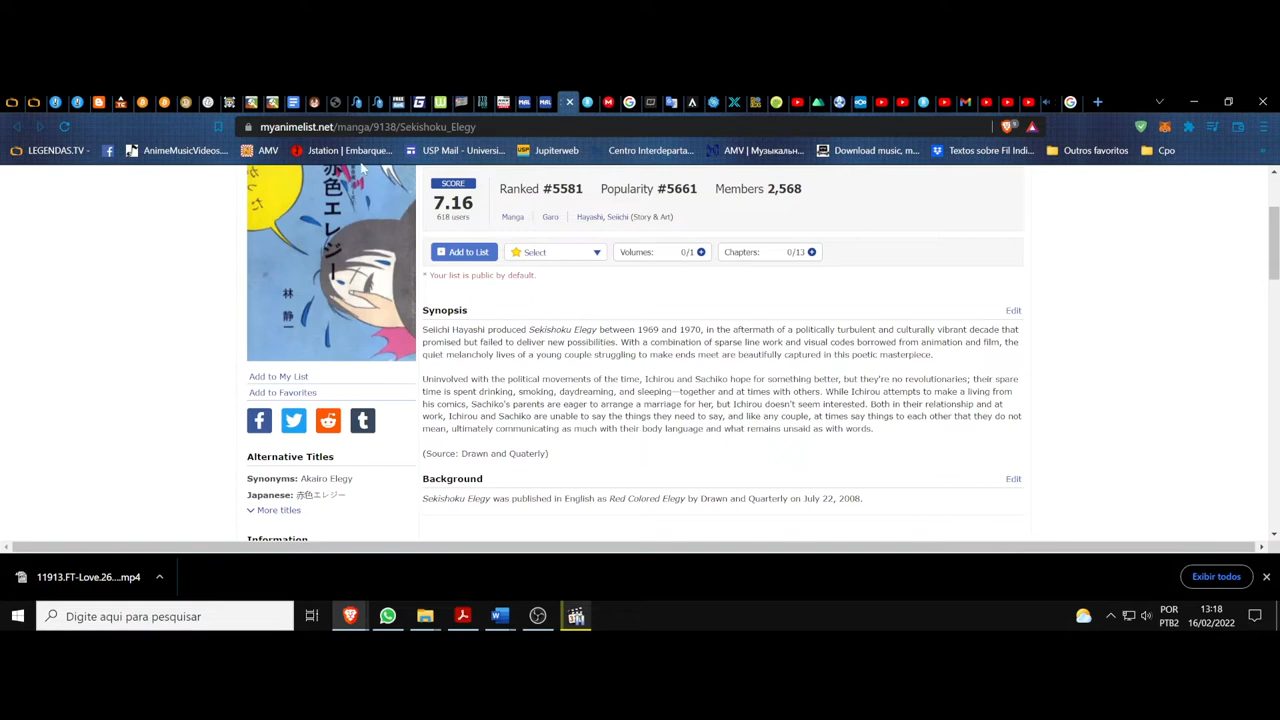 myanimelist.net/manga/9138/Sekishoku_Elegy
LEGENDAS.TV - AnimeMusicVideos... AMV Jstation | Embarque... USP Mail - Universi... Jupiterweb Centro Interdeparta... AMV | Музыкальн... Download music, m... Textos sobre Fil Indi... Outros favoritos Cpo
赤色エレジー
林静一
SCORE
7.16
618 users
Ranked #5581 Popularity #5661 Members 2,568
Manga Garo Hayashi, Seiichi (Story & Art)
Add to List Select Volumes: 0/1 Chapters: 0/13
* Your list is public by default.
Synopsis Edit
Seiichi Hayashi produced Sekishoku Elegy between 1969 and 1970, in the aftermath of a politically turbulent and culturally vibrant decade that
promised but failed to deliver new possibilities. With a combination of sparse line work and visual codes borrowed from animation and film, the
quiet melancholy lives of a young couple struggling to make ends meet are beautifully captured in this poetic masterpiece.
Uninvolved with the political movements of the time, Ichirou and Sachiko hope for something better, but they're no revolutionaries; their spare
time is spent drinking, smoking, daydreaming, and sleeping—together and at times with others. While Ichirou attempts to make a living from
his comics, Sachiko's parents are eager to arrange a marriage for her, but Ichirou doesn't seem interested. Both in their relationship and at
work, Ichirou and Sachiko are unable to say the things they need to say, and like any couple, at times say things to each other that they do not
mean, ultimately communicating as much with their body language and what remains unsaid as with words.
(Source: Drawn and Quaterly)
Background Edit
Sekishoku Elegy was published in English as Red Colored Elegy by Drawn and Quarterly on July 22, 2008.
Add to My List
Add to Favorites
Alternative Titles
Synonyms: Akairo Elegy
Japanese: 赤色エレジー
More titles
Information
11913.FT-Love.26....mp4 Exibir todos
Digite aqui para pesquisar
POR 13:18
PTB2 16/02/2022